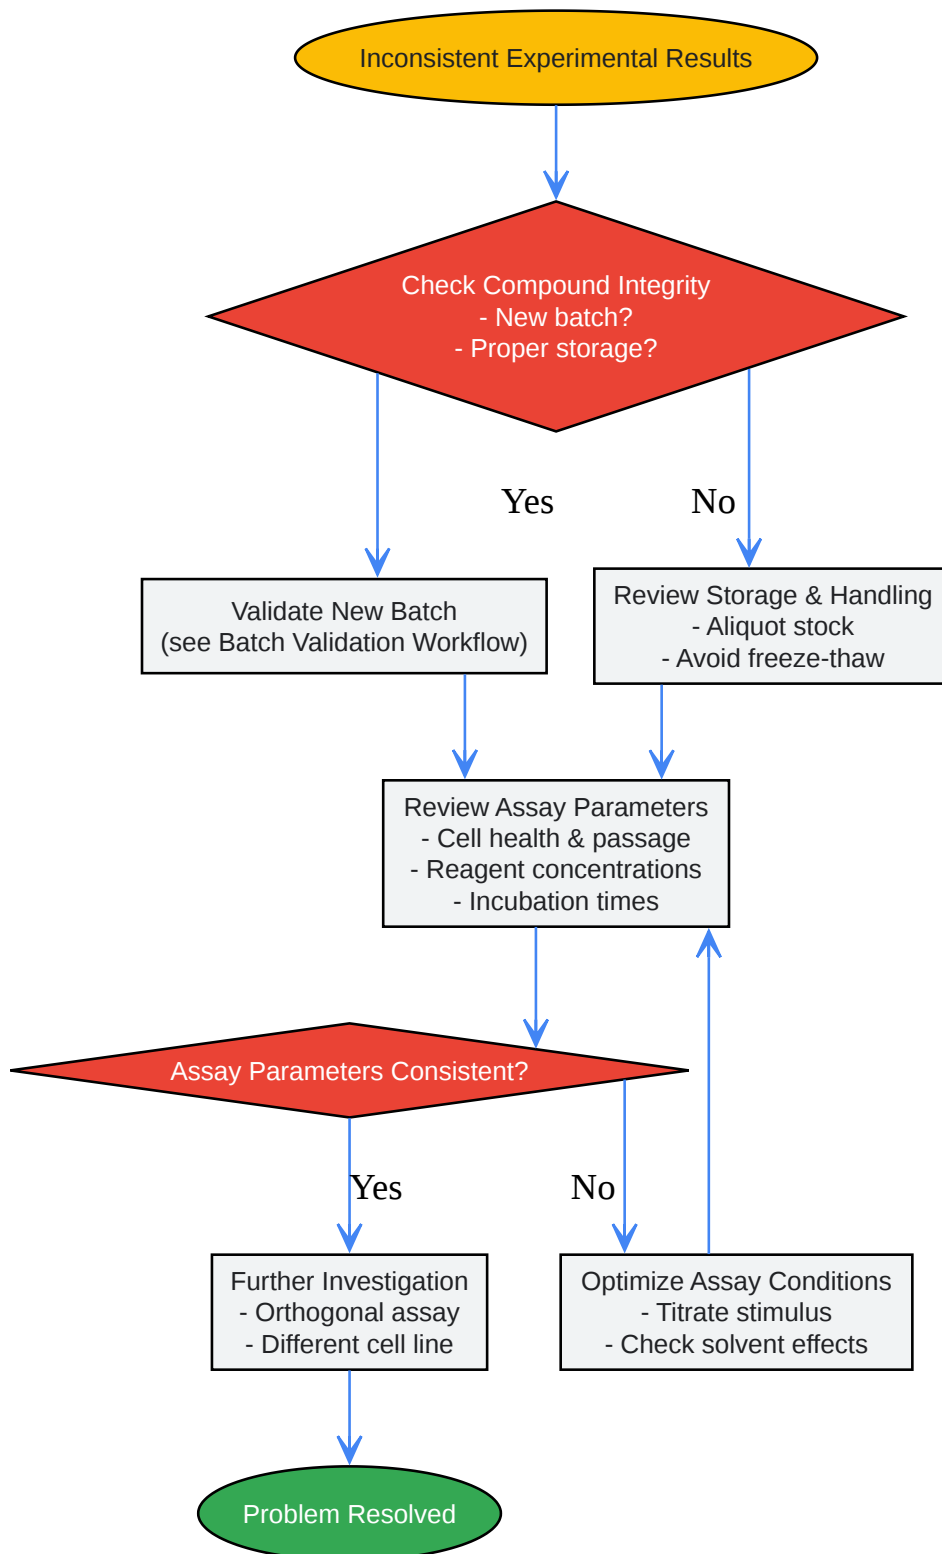 Inconsistent Experimental Results
Check Compound Integrity
- New batch?
- Proper storage?
Yes
No
Validate New Batch
(see Batch Validation Workflow)
Review Storage & Handling
- Aliquot stock
- Avoid freeze-thaw
Review Assay Parameters
- Cell health & passage
- Reagent concentrations
- Incubation times
Assay Parameters Consistent?
Yes
No
Further Investigation
- Orthogonal assay
- Different cell line
Optimize Assay Conditions
- Titrate stimulus
- Check solvent effects
Problem Resolved